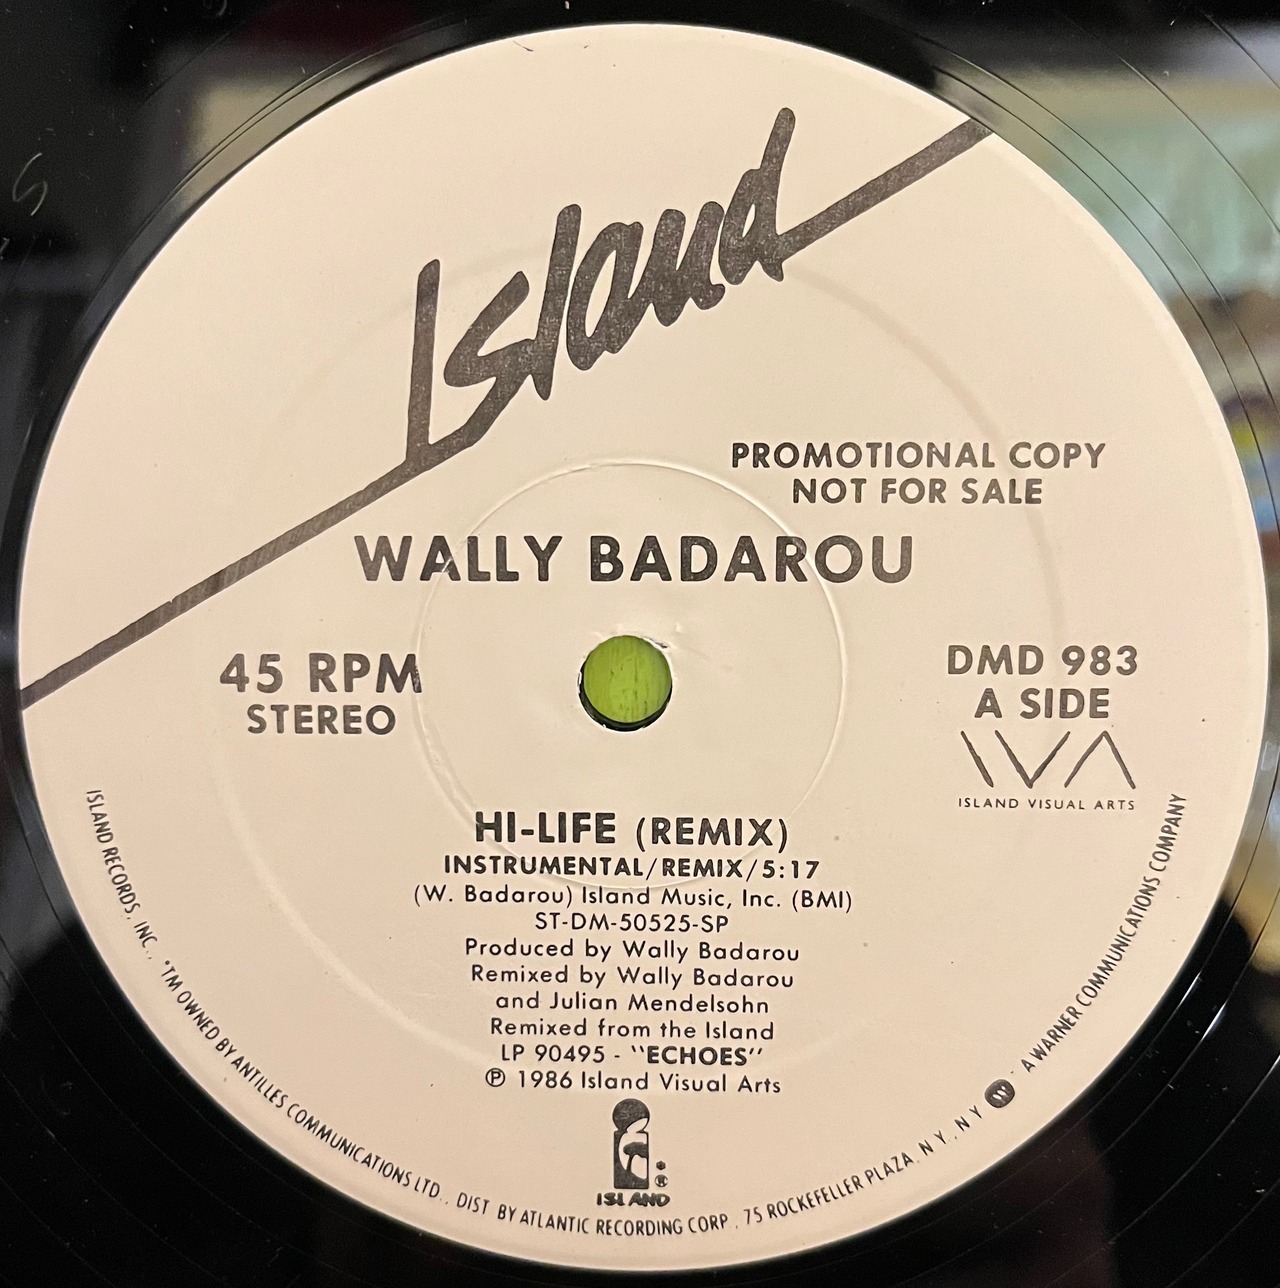 Island
PROMOTIONAL COPY
NOT FOR SALE
WALLY BADAROU
45 RPM
STEREO
DMD 983
A SIDE
IVA
ISLAND VISUAL ARTS
HI-LIFE (REMIX)
INSTRUMENTAL/REMIX/5:17
(W. Badarou) Island Music, Inc. (BMI)
ST-DM-50525-SP
Produced by Wally Badarou
Remixed by Wally Badarou
and Julian Mendelsohn
Remixed from the Island
LP 90495 - "ECHOES"
℗ 1986 Island Visual Arts
ISLAND
®
ISLAND RECORDS, INC., *TM OWNED BY ANTILLES COMMUNICATIONS LTD., DIST BY ATLANTIC RECORDING CORP., 75 ROCKEFELLER PLAZA, N.Y., N.Y. W A WARNER COMMUNICATIONS COMPANY